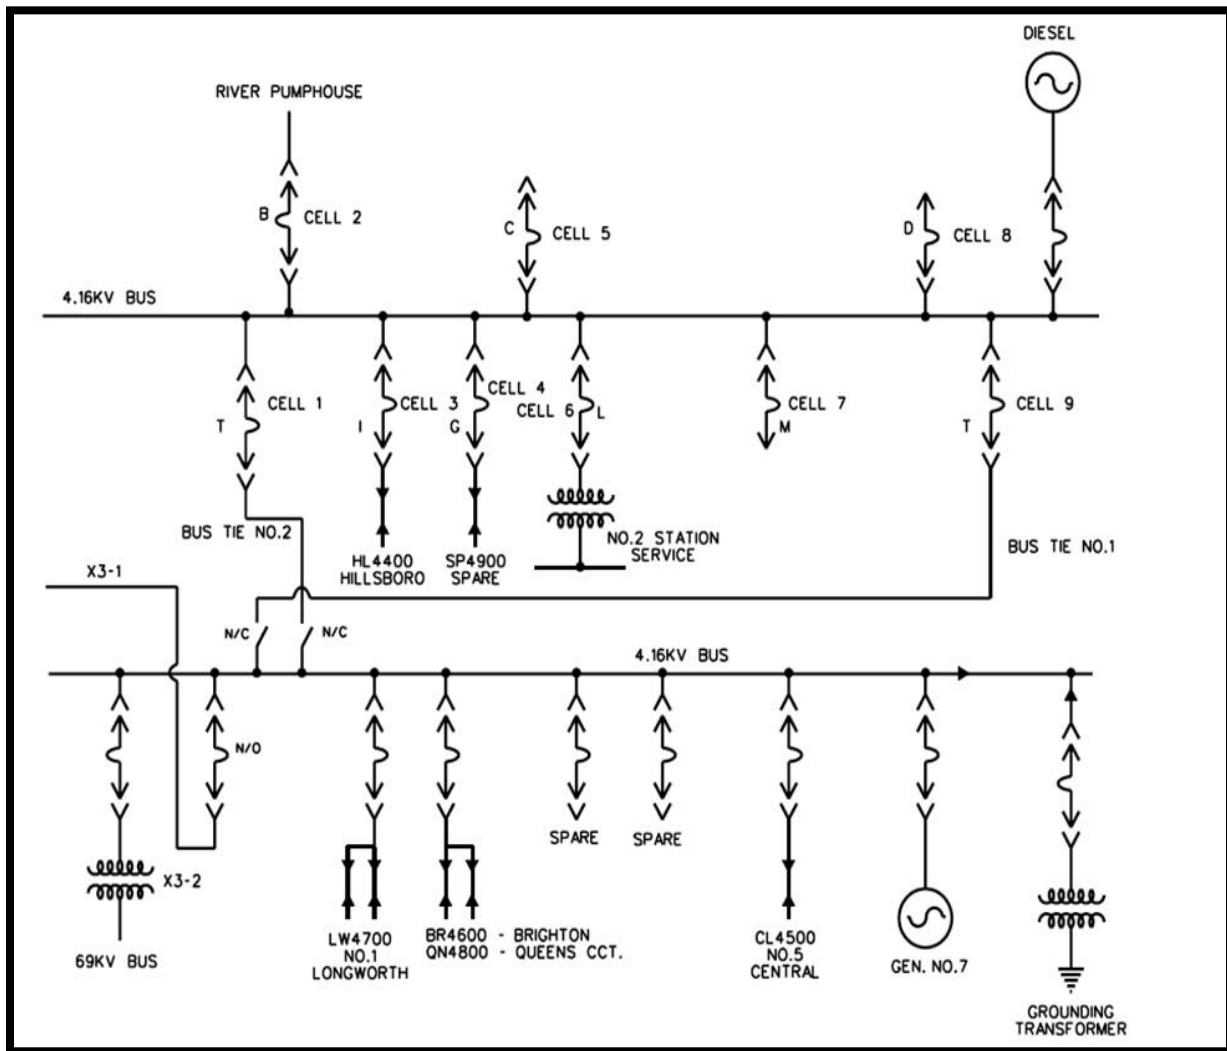 DIESEL
RIVER PUMPHOUSE
B CELL 2
C CELL 5
D CELL 8
4.16KV BUS
CELL 1
T
CELL 3
I
CELL 4
G
CELL 6 L
CELL 7
M
CELL 9
T
BUS TIE NO.2
HL4400
HILLSBORO
SP4900
SPARE
NO.2 STATION
SERVICE
BUS TIE NO.1
X3-1
N/C
N/C
4.16KV BUS
N/O
X3-2
69KV BUS
LW4700
NO.1
LONGWORTH
BR4600 - BRIGHTON
QN4800 - QUEENS CCT.
SPARE
SPARE
CL4500
NO.5
CENTRAL
GEN. NO.7
GROUNDING
TRANSFORMER